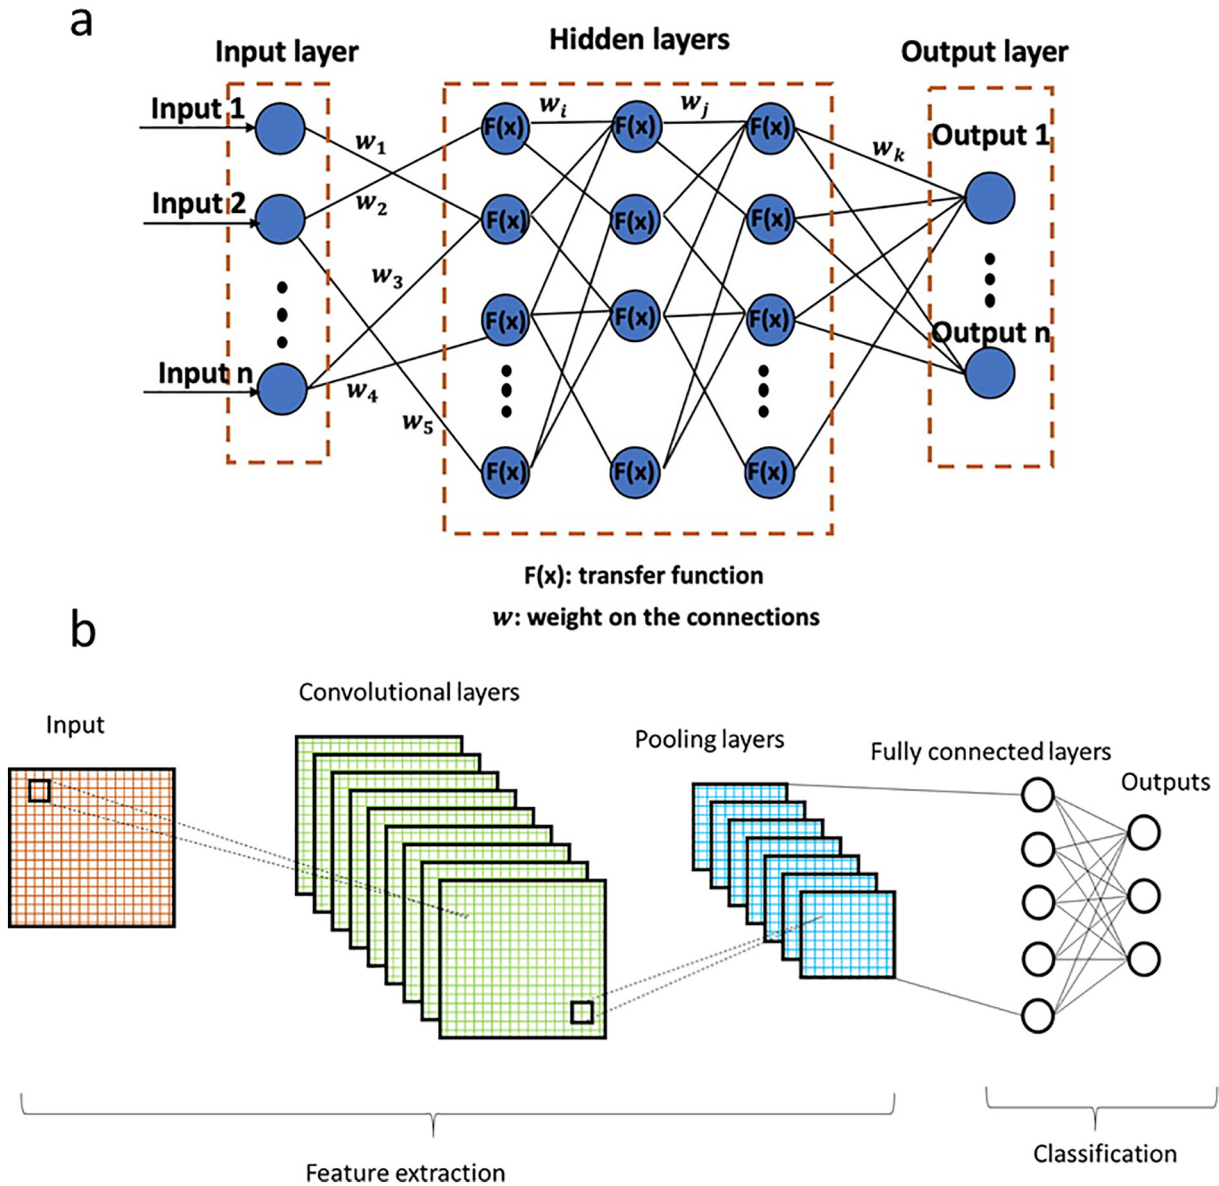 a
Input layer
Hidden layers
Output layer
Input 1
Input 2
Input n
w₁
w₂
w₃
w₄
w₅
F(x)
wᵢ
F(x)
wⱼ
F(x)
F(x)
F(x)
F(x)
F(x)
F(x)
F(x)
F(x)
F(x)
F(x)
wₖ
Output 1
Output n
F(x): transfer function
w: weight on the connections
b
Input
Convolutional layers
Pooling layers
Fully connected layers
Outputs
Feature extraction
Classification